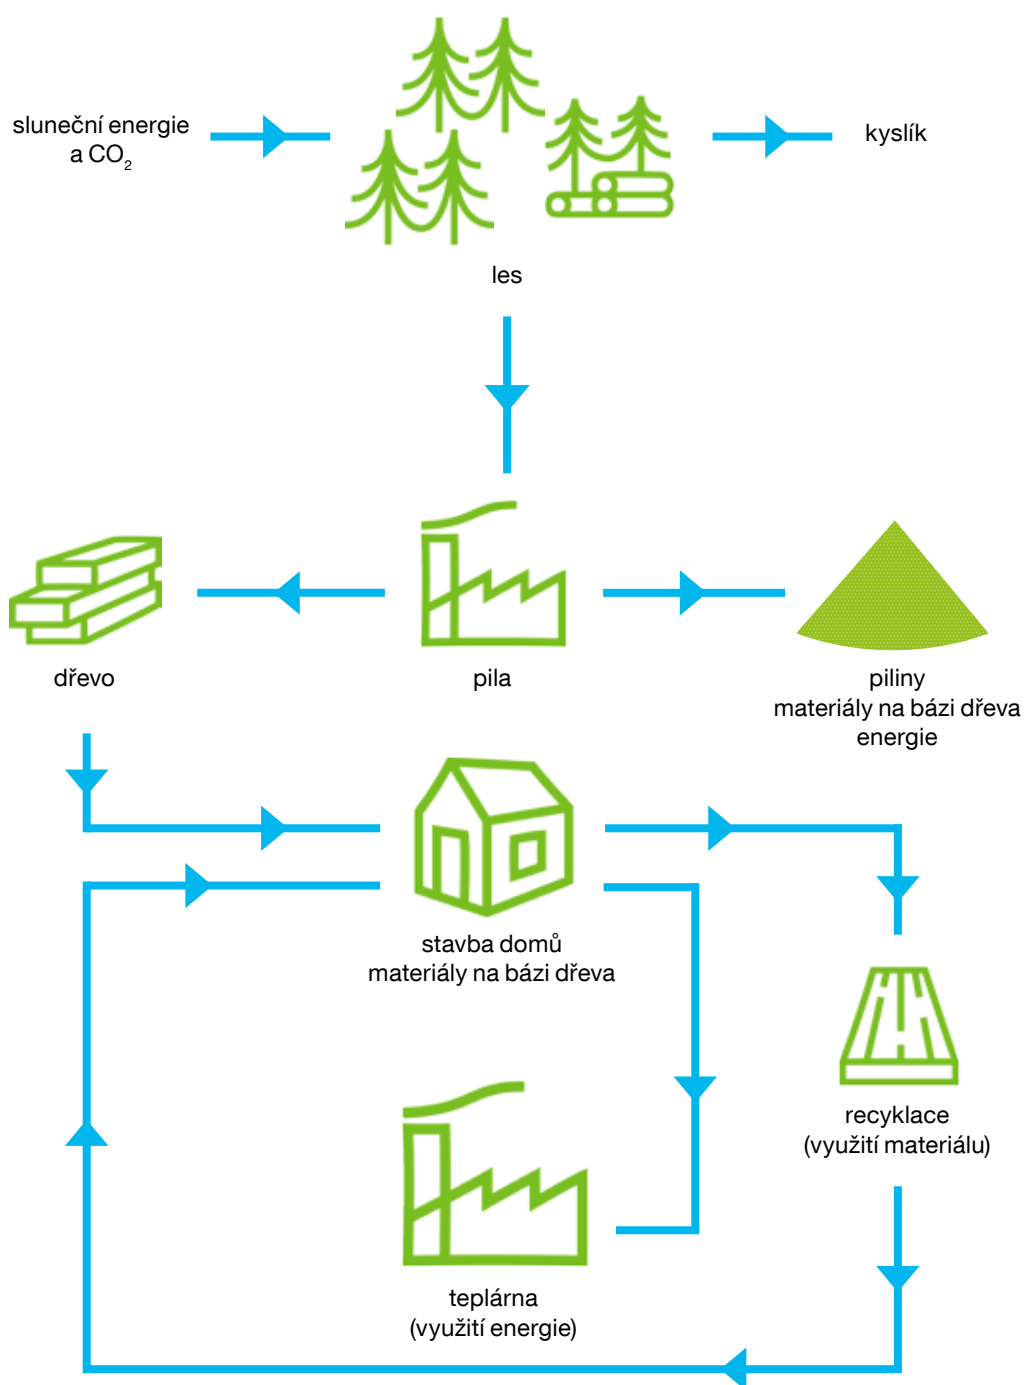 sluneční energie
a CO₂
kyslík
les
dřevo
pila
piliny
materiály na bázi dřeva
energie
stavba domů
materiály na bázi dřeva
recyklace
(využití materiálu)
teplárna
(využití energie)